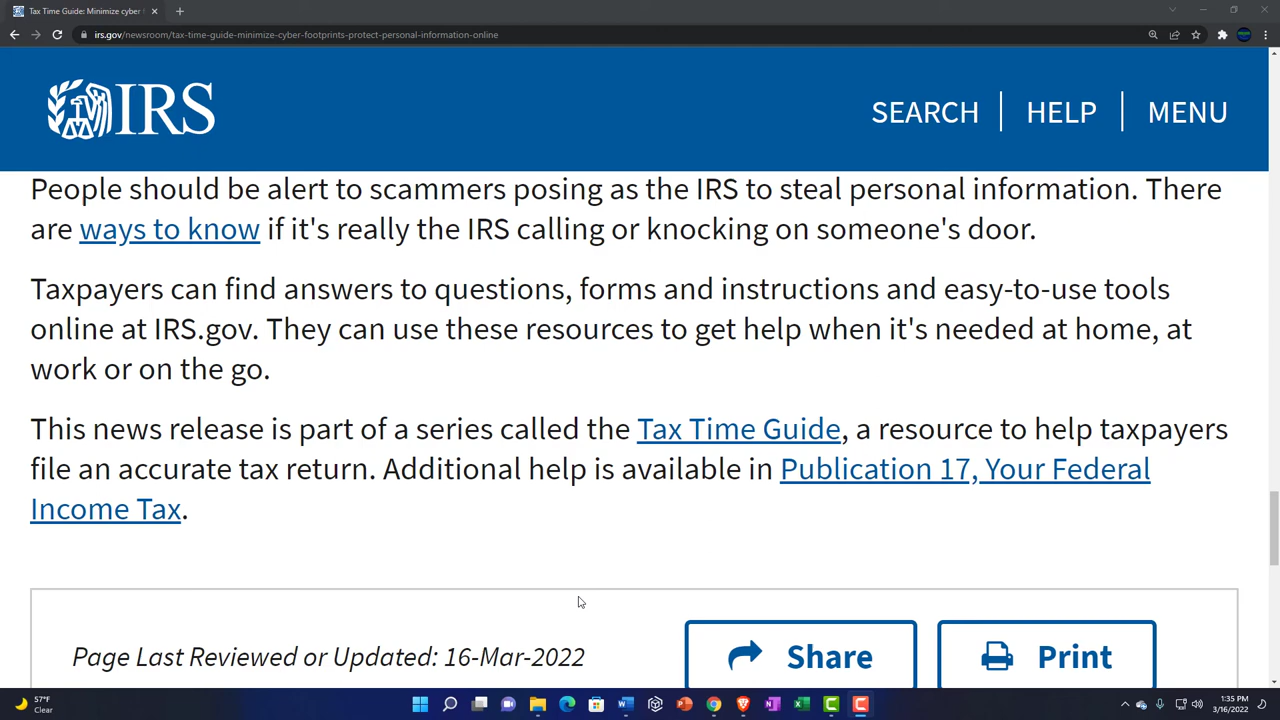 Tax Time Guide: Minimize cyber f
irs.gov/newsroom/tax-time-guide-minimize-cyber-footprints-protect-personal-information-online
IRS
SEARCH
HELP
MENU
People should be alert to scammers posing as the IRS to steal personal information. There
are ways to know if it's really the IRS calling or knocking on someone's door.
Taxpayers can find answers to questions, forms and instructions and easy-to-use tools
online at IRS.gov. They can use these resources to get help when it's needed at home, at
work or on the go.
This news release is part of a series called the Tax Time Guide, a resource to help taxpayers
file an accurate tax return. Additional help is available in Publication 17, Your Federal
Income Tax.
Page Last Reviewed or Updated: 16-Mar-2022
Share
Print
57°F
Clear
1:35 PM
3/16/2022